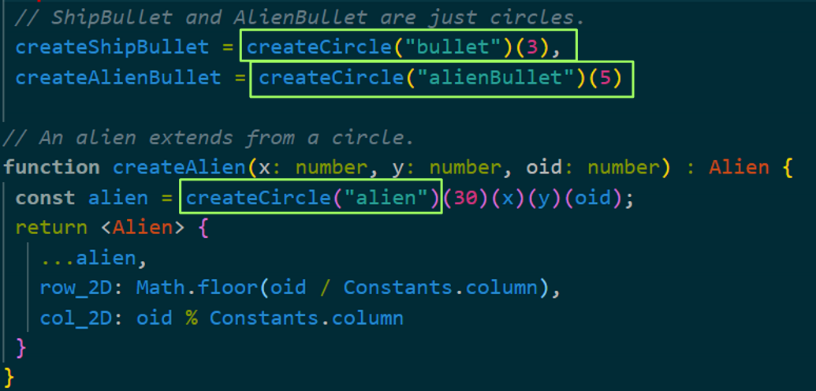 // ShipBullet and AlienBullet are just circles.
createShipBullet = createCircle("bullet")(3),
createAlienBullet = createCircle("alienBullet")(5)
// An alien extends from a circle.
function createAlien(x: number, y: number, oid: number) : Alien {
const alien = createCircle("alien")(30)(x)(y)(oid);
return <Alien> {
...alien,
row_2D: Math.floor(oid / Constants.column),
col_2D: oid % Constants.column
}
}